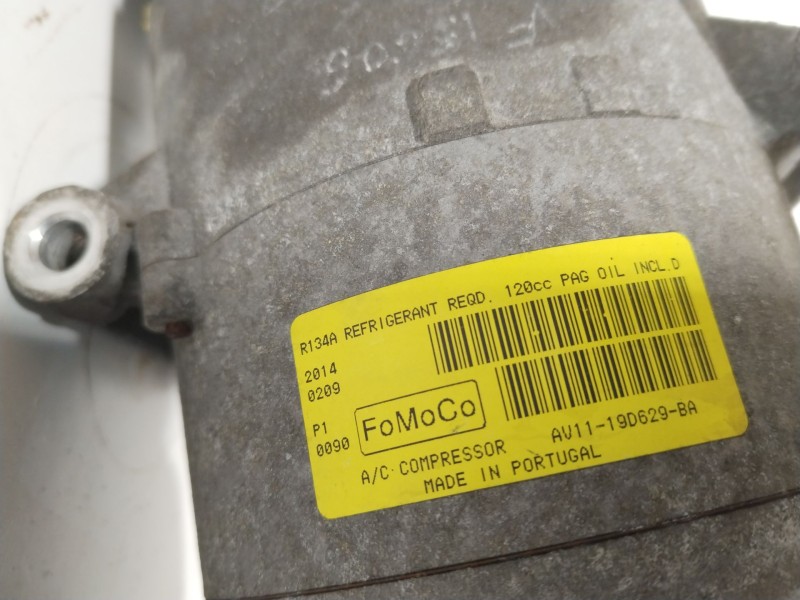 R134A REFRIGERANT REQD. 120cc PAG OIL INCL.D
2014
0209
P1
0090
FoMoCo
A/C COMPRESSOR
AV11-19D629-BA
MADE IN PORTUGAL